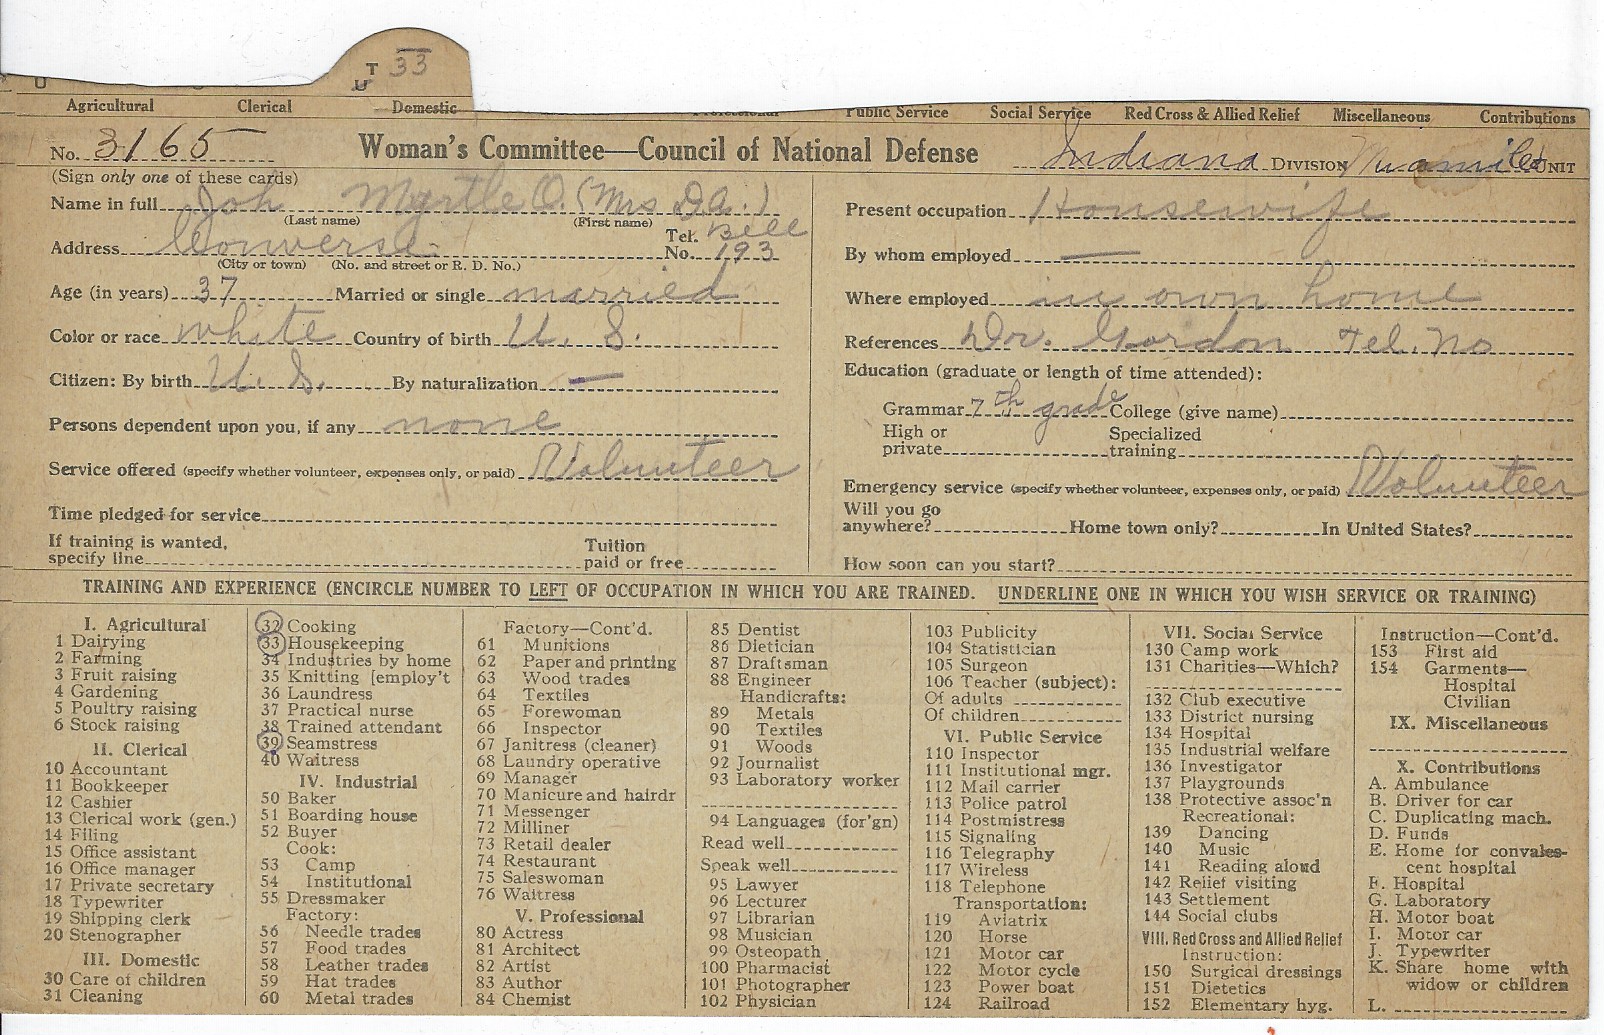 T 33
U
Agricultural Clerical Domestic Professional Public Service Social Service Red Cross & Allied Relief Miscellaneous Contributions
No. 3165 Woman's Committee—Council of National Defense Indiana DIVISION UNIT
(Sign only one of these cards)
Name in full Joh Myrtle O. (Mrs D.A.)
(Last name) (First name)
Address Converse Tel. No. Bell 193
(City or town) (No. and street or R. D. No.)
Age (in years) 37 Married or single married
Color or race white Country of birth U. S.
Citizen: By birth U. S. By naturalization —
Persons dependent upon you, if any none
Service offered (specify whether volunteer, expenses only, or paid) Volunteer
Time pledged for service
If training is wanted, specify line Tuition paid or free
Present occupation Housewife
By whom employed —
Where employed in own home
References Dr. Gordon Tel. No
Education (graduate or length of time attended):
Grammar 7th grade College (give name)
High or private Specialized training
Emergency service (specify whether volunteer, expenses only, or paid) Volunteer
Will you go anywhere? Home town only? In United States?
How soon can you start?
TRAINING AND EXPERIENCE (ENCIRCLE NUMBER TO LEFT OF OCCUPATION IN WHICH YOU ARE TRAINED. UNDERLINE ONE IN WHICH YOU WISH SERVICE OR TRAINING)
I. Agricultural
1 Dairying
2 Farming
3 Fruit raising
4 Gardening
5 Poultry raising
6 Stock raising
II. Clerical
10 Accountant
11 Bookkeeper
12 Cashier
13 Clerical work (gen.)
14 Filing
15 Office assistant
16 Office manager
17 Private secretary
18 Typewriter
19 Shipping clerk
20 Stenographer
III. Domestic
30 Care of children
31 Cleaning
32 Cooking
33 Housekeeping
34 Industries by home
35 Knitting [employ't
36 Laundress
37 Practical nurse
38 Trained attendant
39 Seamstress
40 Waitress
IV. Industrial
50 Baker
51 Boarding house
52 Buyer
Cook:
53 Camp
54 Institutional
55 Dressmaker
Factory:
56 Needle trades
57 Food trades
58 Leather trades
59 Hat trades
60 Metal trades
Factory—Cont'd.
61 Munitions
62 Paper and printing
63 Wood trades
64 Textiles
65 Forewoman
66 Inspector
67 Janitress (cleaner)
68 Laundry operative
69 Manager
70 Manicure and hairdr
71 Messenger
72 Milliner
73 Retail dealer
74 Restaurant
75 Saleswoman
76 Waitress
V. Professional
80 Actress
81 Architect
82 Artist
83 Author
84 Chemist
85 Dentist
86 Dietician
87 Draftsman
88 Engineer
Handicrafts:
89 Metals
90 Textiles
91 Woods
92 Journalist
93 Laboratory worker
94 Languages (for'gn)
Read well
Speak well
95 Lawyer
96 Lecturer
97 Librarian
98 Musician
99 Osteopath
100 Pharmacist
101 Photographer
102 Physician
103 Publicity
104 Statistician
105 Surgeon
106 Teacher (subject):
Of adults
Of children
VI. Public Service
110 Inspector
111 Institutional mgr.
112 Mail carrier
113 Police patrol
114 Postmistress
115 Signaling
116 Telegraphy
117 Wireless
118 Telephone
Transportation:
119 Aviatrix
120 Horse
121 Motor car
122 Motor cycle
123 Power boat
124 Railroad
VII. Social Service
130 Camp work
131 Charities—Which?
132 Club executive
133 District nursing
134 Hospital
135 Industrial welfare
136 Investigator
137 Playgrounds
138 Protective assoc'n
Recreational:
139 Dancing
140 Music
141 Reading aloud
142 Relief visiting
143 Settlement
144 Social clubs
VIII. Red Cross and Allied Relief
Instruction:
150 Surgical dressings
151 Dietetics
152 Elementary hyg.
Instruction—Cont'd.
153 First aid
154 Garments—
Hospital
Civilian
IX. Miscellaneous
X. Contributions
A. Ambulance
B. Driver for car
C. Duplicating mach.
D. Funds
E. Home for convales-
cent hospital
F. Hospital
G. Laboratory
H. Motor boat
I. Motor car
J. Typewriter
K. Share home with
widow or children
L.